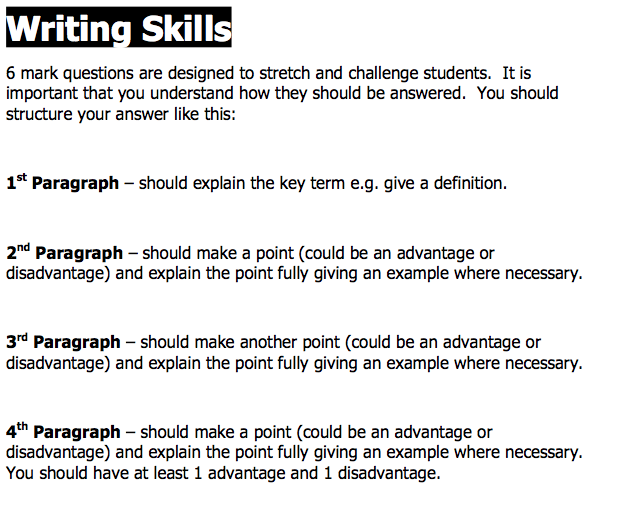 Writing Skills
6 mark questions are designed to stretch and challenge students.  It is
important that you understand how they should be answered.  You should
structure your answer like this:
1st Paragraph – should explain the key term e.g. give a definition.
2nd Paragraph – should make a point (could be an advantage or
disadvantage) and explain the point fully giving an example where necessary.
3rd Paragraph – should make another point (could be an advantage or
disadvantage) and explain the point fully giving an example where necessary.
4th Paragraph – should make a point (could be an advantage or
disadvantage) and explain the point fully giving an example where necessary.
You should have at least 1 advantage and 1 disadvantage.